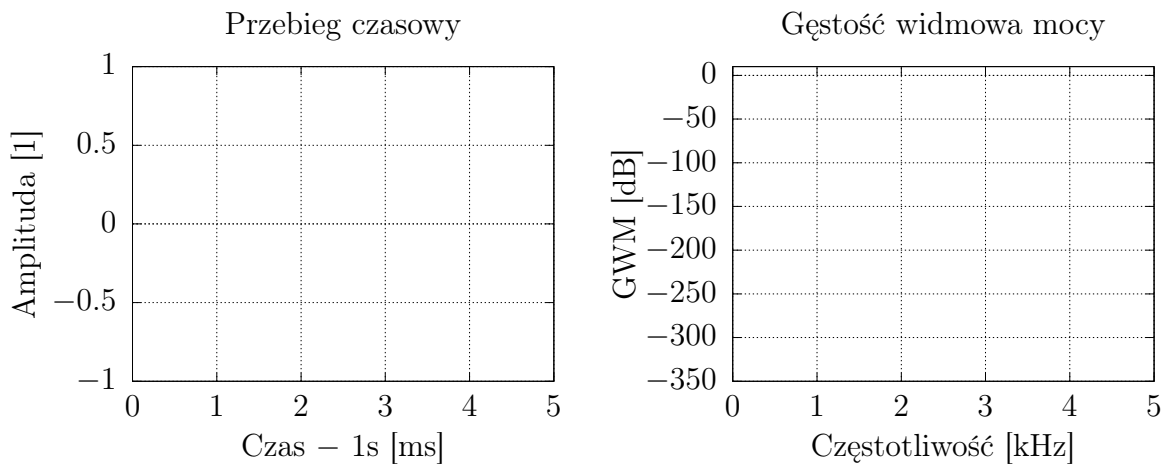 Przebieg czasowy
1
0.5
0
−0.5
−1
0 1 2 3 4 5
Amplituda [1]
Czas − 1s [ms]
Gęstość widmowa mocy
0
−50
−100
−150
−200
−250
−300
−350
0 1 2 3 4 5
GWM [dB]
Częstotliwość [kHz]